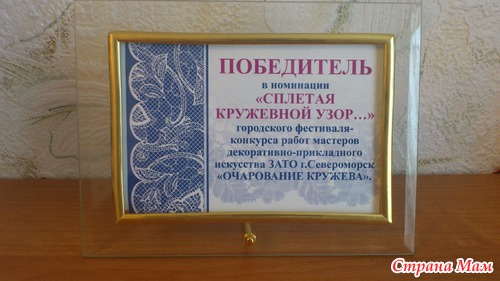 ПОБЕДИТЕЛЬ
в номинации
«СПЛЕТАЯ
КРУЖЕВНОЙ УЗОР...»
городского фестиваля-
конкурса работ мастеров
декоративно-прикладного
искусства ЗАТО г.Североморск
«ОЧАРОВАНИЕ КРУЖЕВА».
Страна Мам